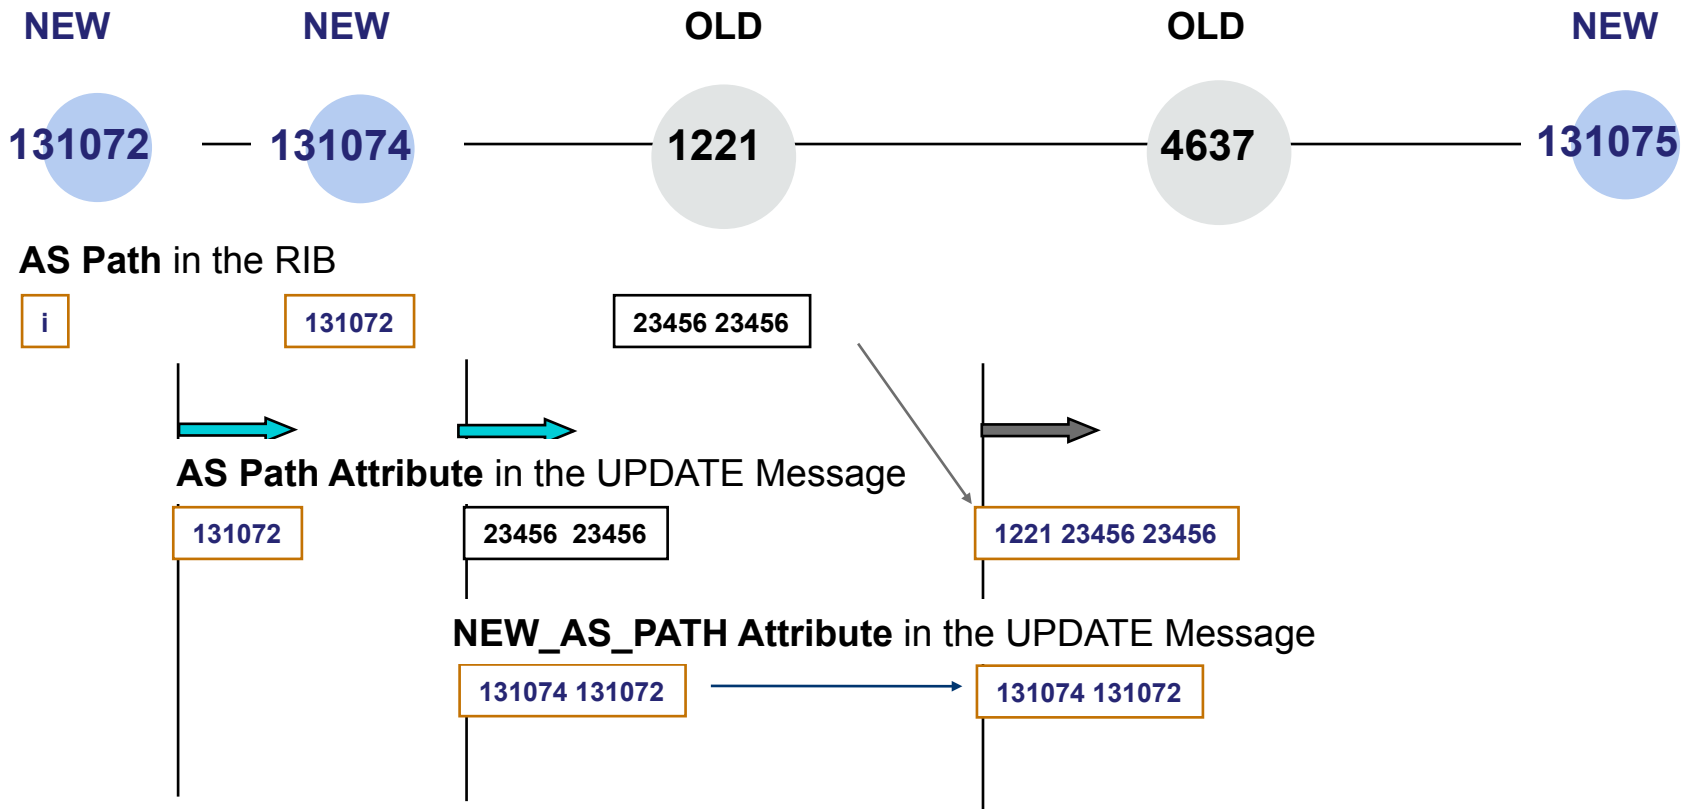 NEW NEW OLD OLD NEW
131072 131074 1221 4637 131075
AS Path in the RIB
i 131072 23456 23456
AS Path Attribute in the UPDATE Message
131072 23456 23456 1221 23456 23456
NEW_AS_PATH Attribute in the UPDATE Message
131074 131072 131074 131072